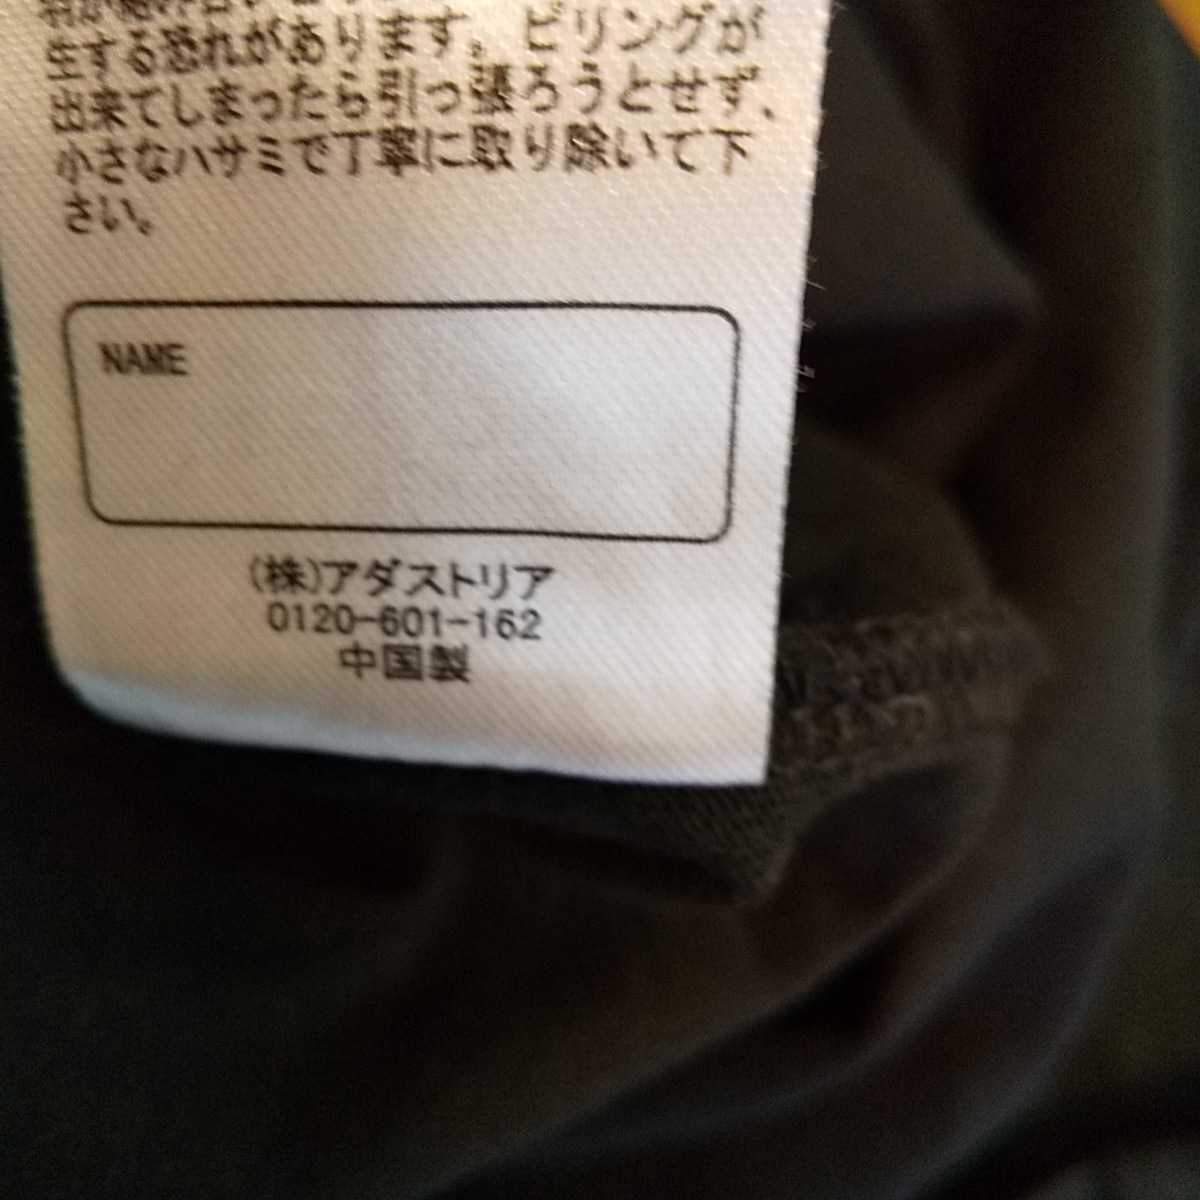 生する恐れがあります。ピリングが
出来てしまったら引っ張ろうとせず、
小さなハサミで丁寧に取り除いて下
さい。
NAME
(株)アダストリア
0120-601-162
中国製